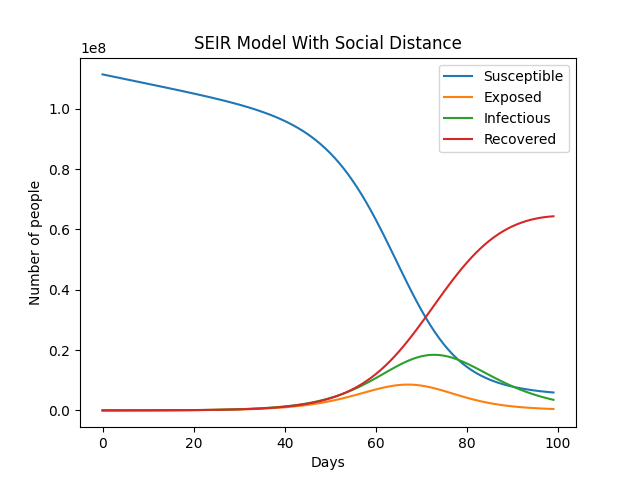 SEIR Model With Social Distance
1e8
Susceptible
Exposed
Infectious
Recovered
Number of people
1.0
0.8
0.6
0.4
0.2
0.0
0 20 40 60 80 100
Days